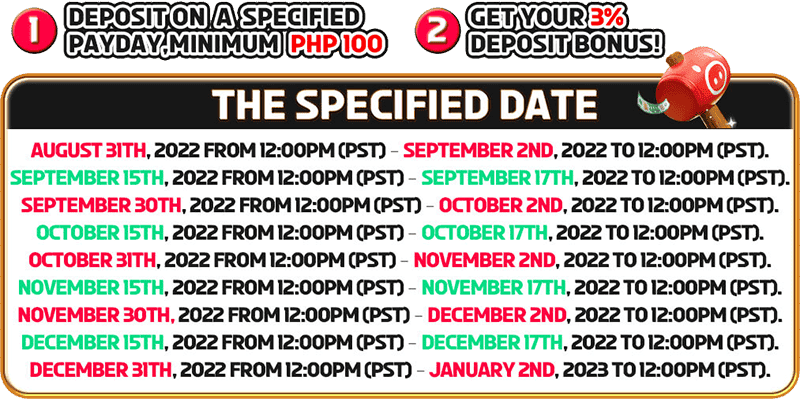 1 DEPOSIT ON A SPECIFIED
PAYDAY,MINIMUM PHP 100
2 GET YOUR 3%
DEPOSIT BONUS!
THE SPECIFIED DATE
AUGUST 31TH, 2022 FROM 12:00PM (PST) - SEPTEMBER 2ND, 2022 TO 12:00PM (PST).
SEPTEMBER 15TH, 2022 FROM 12:00PM (PST) - SEPTEMBER 17TH, 2022 TO 12:00PM (PST).
SEPTEMBER 30TH, 2022 FROM 12:00PM (PST) - OCTOBER 2ND, 2022 TO 12:00PM (PST).
OCTOBER 15TH, 2022 FROM 12:00PM (PST) - OCTOBER 17TH, 2022 TO 12:00PM (PST).
OCTOBER 31TH, 2022 FROM 12:00PM (PST) - NOVEMBER 2ND, 2022 TO 12:00PM (PST).
NOVEMBER 15TH, 2022 FROM 12:00PM (PST) - NOVEMBER 17TH, 2022 TO 12:00PM (PST).
NOVEMBER 30TH, 2022 FROM 12:00PM (PST) - DECEMBER 2ND, 2022 TO 12:00PM (PST).
DECEMBER 15TH, 2022 FROM 12:00PM (PST) - DECEMBER 17TH, 2022 TO 12:00PM (PST).
DECEMBER 31TH, 2022 FROM 12:00PM (PST) - JANUARY 2ND, 2023 TO 12:00PM (PST).